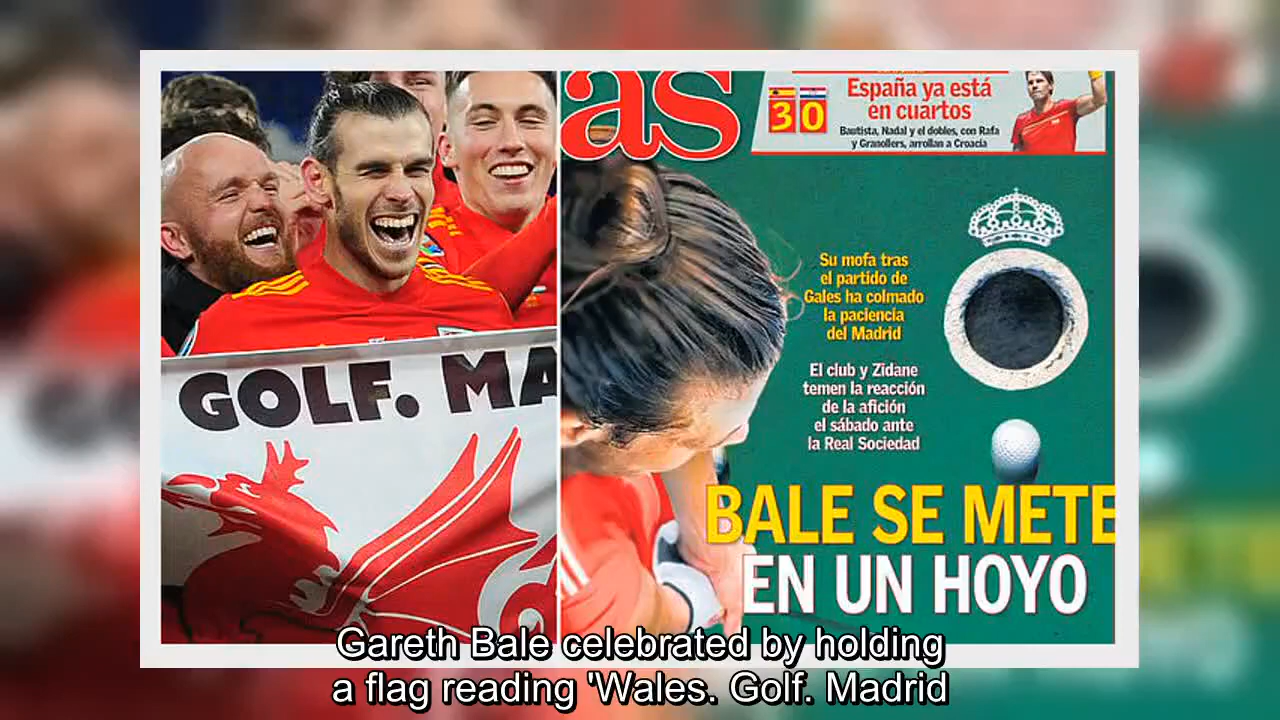 GOLF. MA
as
España ya está
en cuartos
3 0
Bautista, Nadal y el dobles, con Rafa
y Granollers, arrollan a Croacia
Su mofa tras
el partido de
Gales ha colmado
la paciencia
del Madrid
El club y Zidane
temen la reacción
de la afición
el sábado ante
la Real Sociedad
BALE SE METE
EN UN HOYO
Gareth Bale celebrated by holding
a flag reading 'Wales. Golf. Madrid